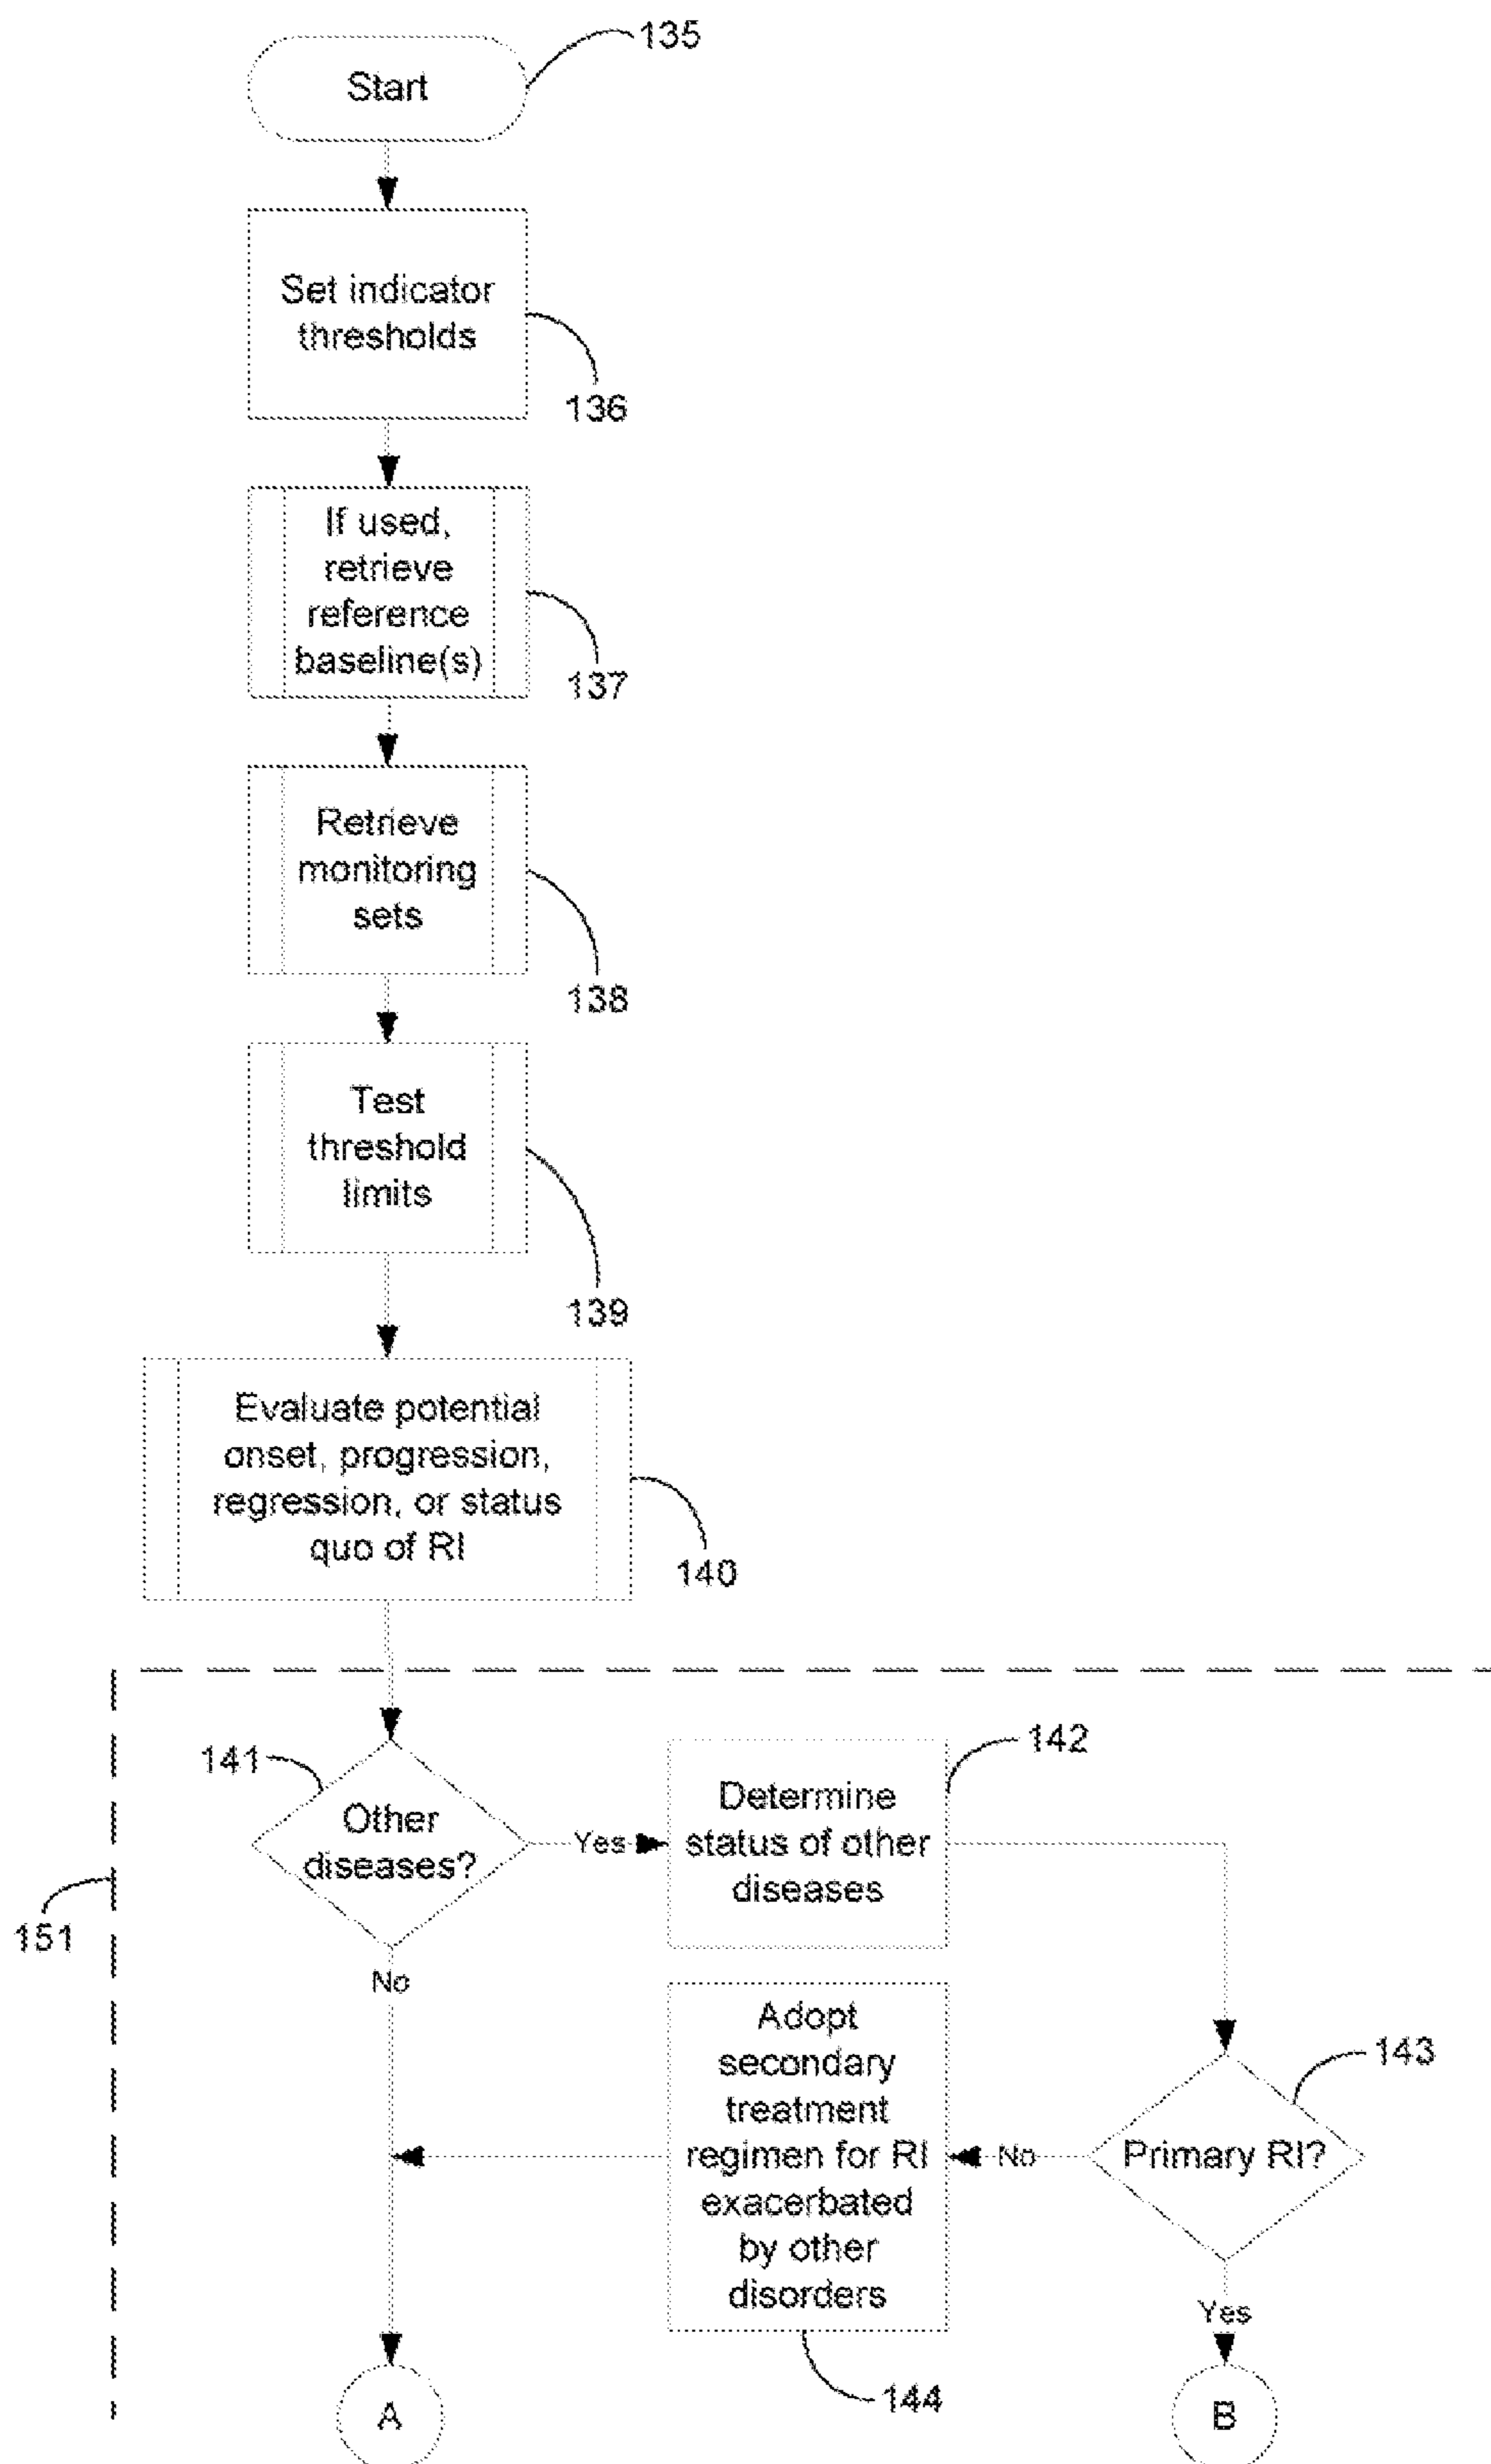 135
Start
Set indicator
thresholds
136
If used,
retrieve
reference
baseline(s)
137
Retrieve
monitoring
sets
138
Test
threshold
limits
139
Evaluate potential
onset, progression,
regression, or status
quo of RI
140
141
Other
diseases?
Yes
Determine
status of other
diseases
142
151
No
Adopt
secondary
treatment
regimen for RI
exacerbated
by other
disorders
144
No
Primary RI?
143
Yes
A
B